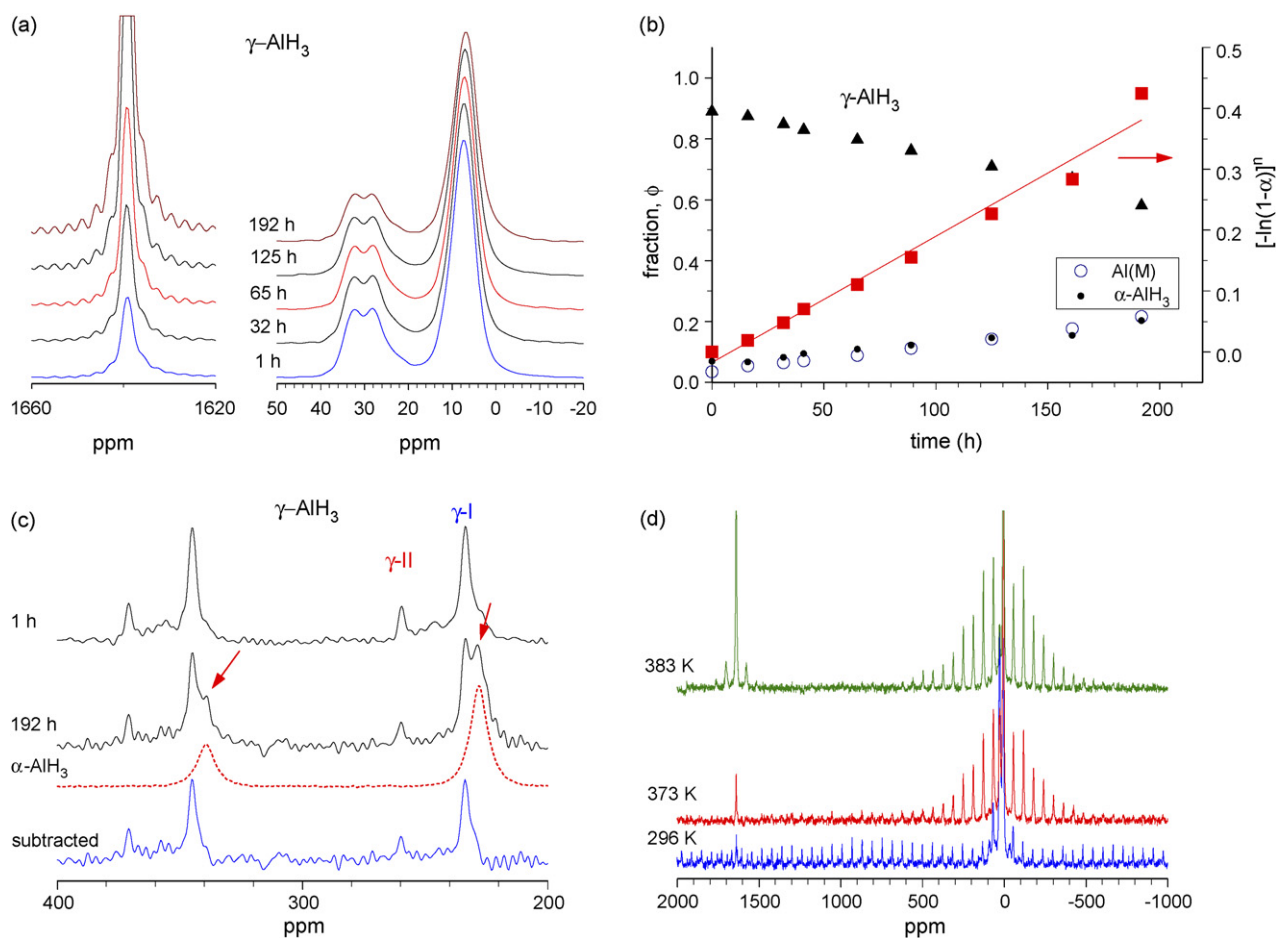 (a)
γ–AlH3
192 h
125 h
65 h
32 h
1 h
1660
1620
ppm
50
40
30
20
10
0
-10
-20
ppm
(b)
γ-AlH3
1.0
0.8
0.6
0.4
0.2
0.0
fraction, ϕ
0.5
0.4
0.3
0.2
0.1
0.0
[-ln(1-α)]n
Al(M)
α-AlH3
0
50
100
150
200
time (h)
(c)
γ–AlH3
γ-I
γ-II
1 h
192 h
α-AlH3
subtracted
400
300
200
ppm
(d)
383 K
373 K
296 K
2000
1500
1000
500
0
-500
-1000
ppm